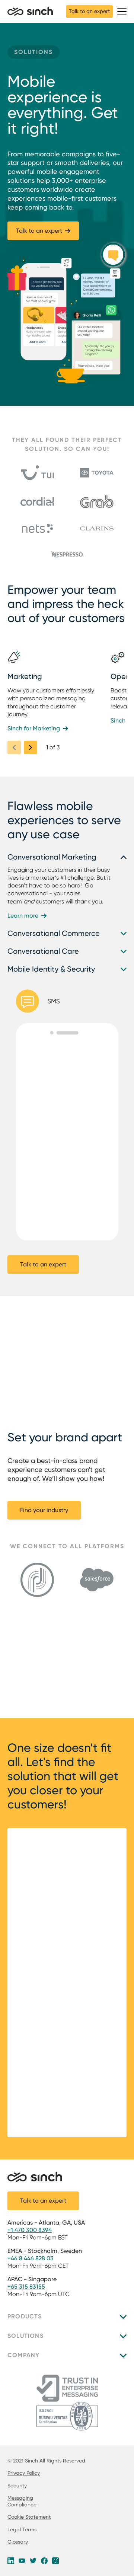 sinch
Talk to an expert
SOLUTIONS
Mobile
experience is
everything. Get
it right!
From memorable campaigns to five-
star support or smooth deliveries, our
powerful mobile engagement
solutions help 3,000+ enterprise
customers worldwide create
experiences mobile-first customers
keep coming back to.
Talk to an expert →
THEY ALL FOUND THEIR PERFECT
SOLUTION. SO-CAN-YOU!
TUI
TOYOTA
cordial
Grab
nets
CLARINS
NESPRESSO
Empower your team
and impress the heck
out of your customers
Marketing
Wow your customers effortlessly
with personalized messaging
throughout the customer
journey.
Sinch for Marketing →
Oper
Boost
custom
releva
Sinch
1 of 3
Flawless mobile
experiences to serve
any use case
Conversational Marketing
Engaging your customers in their busy
lives is a marketer's #1 challenge. But it
doesn't have to be so hard! Go
conversational - your sales
team and customers will thank you.
Learn more →
Conversational Commerce
Conversational Care
Mobile Identity & Security
SMS
Talk to an expert
Set your brand apart
Create a best-in-class brand
experience customers can't get
enough of. We'll show you how!
Find your industry
WE CONNECT TO ALL PLATFORMS
salesforce
One size doesn't fit
all. Let's find the
solution that will get
you closer to your
customers!
sinch
Talk to an expert
Americas - Atlanta, GA, USA
+1 470 300 8394
Mon-Fri 9am-6pm EST
EMEA - Stockholm, Sweden
+46 8 446 828 03
Mon-Fri 9am-6pm CET
APAC - Singapore
+65 315 83155
Mon-Fri 9am-6pm UTC
PRODUCTS
SOLUTIONS
COMPANY
TRUST IN
ENTERPRISE
MESSAGING
BUREAU VERITAS
Certification
© 2021 Sinch All Rights Reserved
Privacy Policy
Security
Messaging
Compliance
Cookie Statement
Legal Terms
Glossary